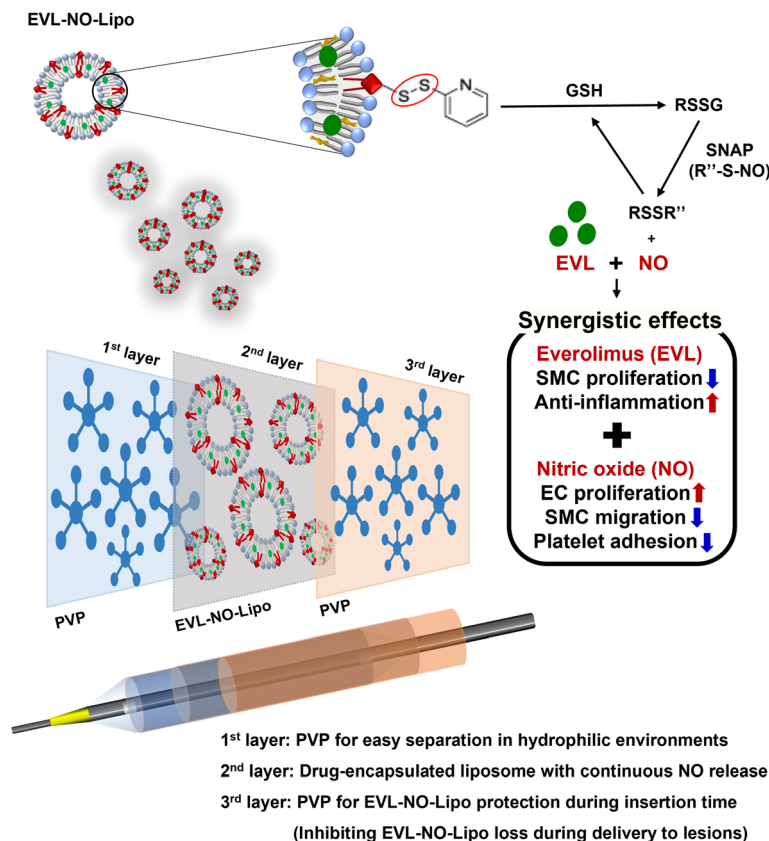 EVL-NO-Lipo
S-S
N
GSH
RSSG
SNAP
(R''-S-NO)
RSSR''
+
EVL + NO
Synergistic effects
Everolimus (EVL)
SMC proliferation
Anti-inflammation
Nitric oxide (NO)
EC proliferation
SMC migration
Platelet adhesion
1st layer
2nd layer
3rd layer
PVP
EVL-NO-Lipo
PVP
1st layer: PVP for easy separation in hydrophilic environments
2nd layer: Drug-encapsulated liposome with continuous NO release
3rd layer: PVP for EVL-NO-Lipo protection during insertion time
(Inhibiting EVL-NO-Lipo loss during delivery to lesions)